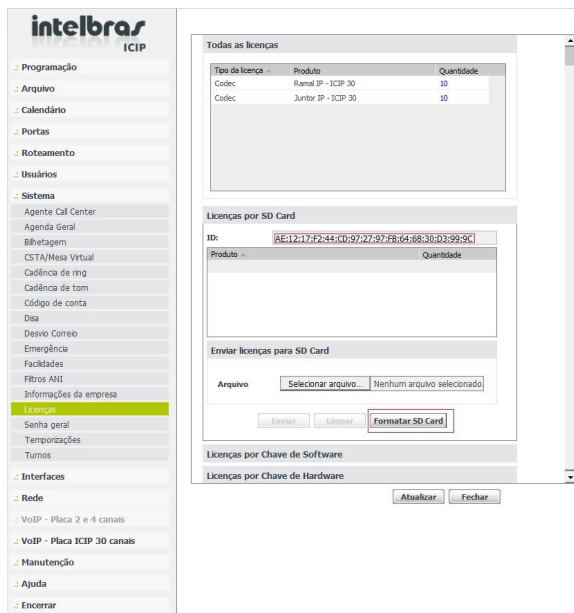 intelbras
ICIP
.: Programação
.: Arquivo
.: Calendário
.: Portas
.: Roteamento
.: Usuários
.: Sistema
Agente Call Center
Agenda Geral
Bilhetagem
CSTA/Mesa Virtual
Cadência de ring
Cadência de tom
Código de conta
Disa
Desvio Correio
Emergência
Facilidades
Filtros ANI
Informações da empresa
Licenças
Senha geral
Temporizações
Turnos
.: Interfaces
.: Rede
.: VoIP - Placa 2 e 4 canais
.: VoIP - Placa ICIP 30 canais
.: Manutenção
.: Ajuda
.: Encerrar
Todas as licenças
Tipo da licença Produto Quantidade
Codec Ramal IP - ICIP 30 10
Codec Juntor IP - ICIP 30 10
Licenças por SD Card
ID: AE:12:17:F2:44:CD:97:27:97:FB:64:68:30:D3:99:9C
Produto Quantidade
Enviar licenças para SD Card
Arquivo Selecionar arquivo... Nenhum arquivo selecionado.
Enviar Limpar Formatar SD Card
Licenças por Chave de Software
Licenças por Chave de Hardware
Atualizar Fechar